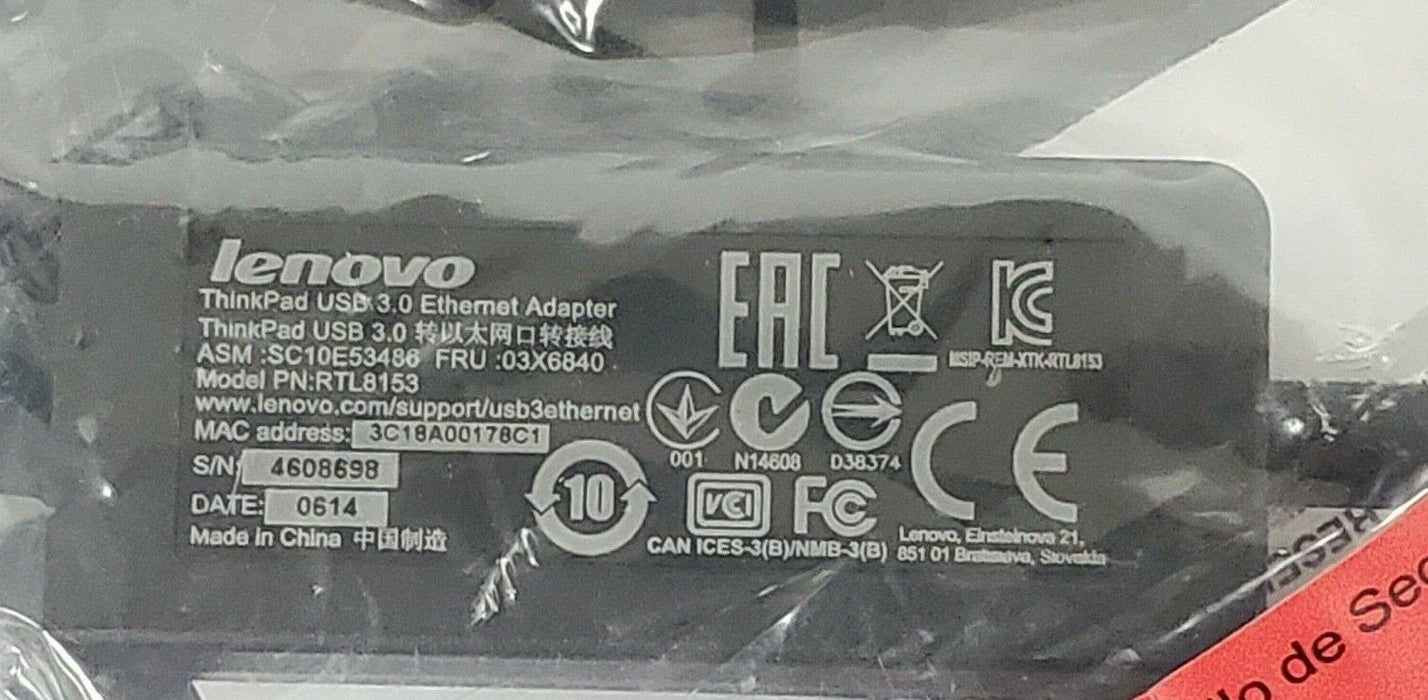 lenovo
ThinkPad USB 3.0 Ethernet Adapter
ThinkPad USB 3.0 转以太网口转接线
ASM :SC10E53486 FRU :03X6840
Model PN:RTL8153
www.lenovo.com/support/usb3ethernet
MAC address: 3C18A00178C1
S/N: 4608698
DATE: 0614
Made in China 中国制造
10
EAC
MSIP-REM-XTK-RTL8153
001 N14608 D38374
VCI FC CE
CAN ICES-3(B)/NMB-3(B)
Lenovo, Einsteinova 21,
851 01 Bratislava, Slovakia
de Sec